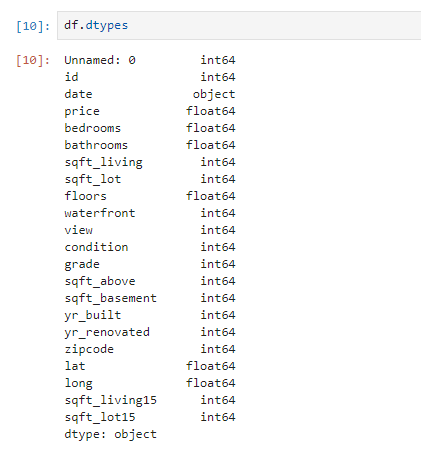 [10]: df.dtypes
[10]: Unnamed: 0 int64
id int64
date object
price float64
bedrooms float64
bathrooms float64
sqft_living int64
sqft_lot int64
floors float64
waterfront int64
view int64
condition int64
grade int64
sqft_above int64
sqft_basement int64
yr_built int64
yr_renovated int64
zipcode int64
lat float64
long float64
sqft_living15 int64
sqft_lot15 int64
dtype: object